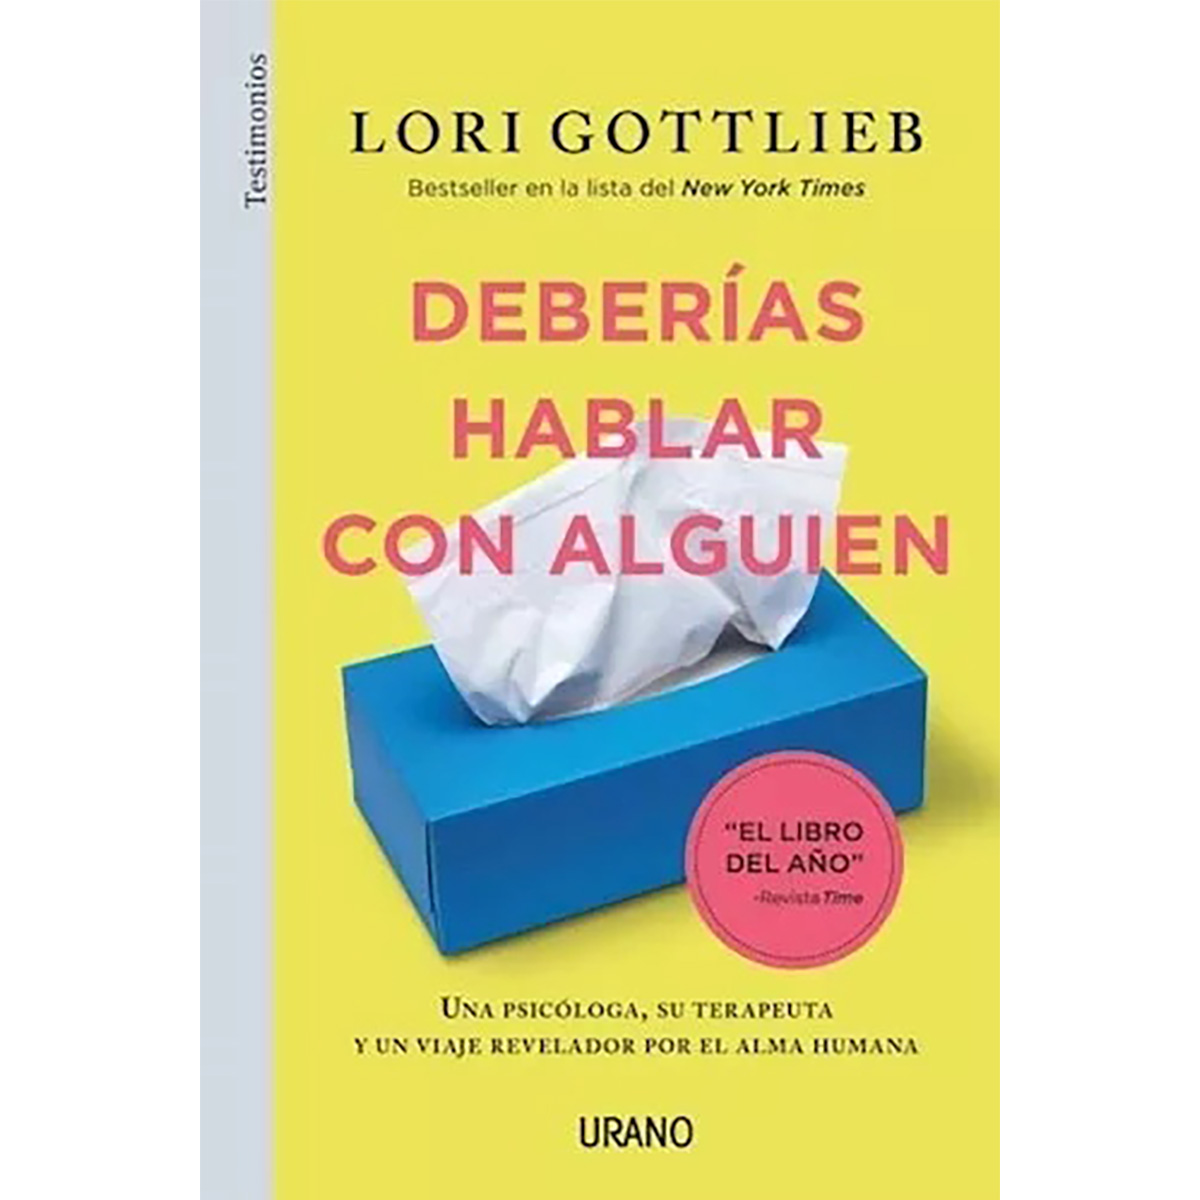 Testimonios
LORI GOTTLIEB
Bestseller en la lista del New York Times
DEBERÍAS
HABLAR
CON ALGUIEN
"EL LIBRO
DEL AÑO"
-Revista Time
UNA PSICÓLOGA, SU TERAPEUTA
Y UN VIAJE REVELADOR POR EL ALMA HUMANA
URANO